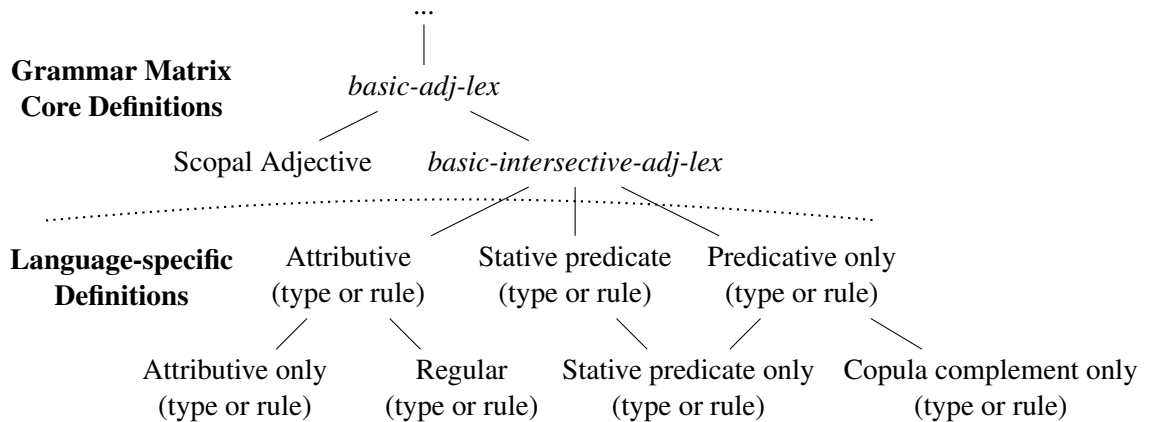 ...
Grammar Matrix
Core Definitions
basic-adj-lex
Scopal Adjective basic-intersective-adj-lex
Language-specific
Definitions
Attributive
(type or rule)
Stative predicate
(type or rule)
Predicative only
(type or rule)
Attributive only
(type or rule)
Regular
(type or rule)
Stative predicate only
(type or rule)
Copula complement only
(type or rule)